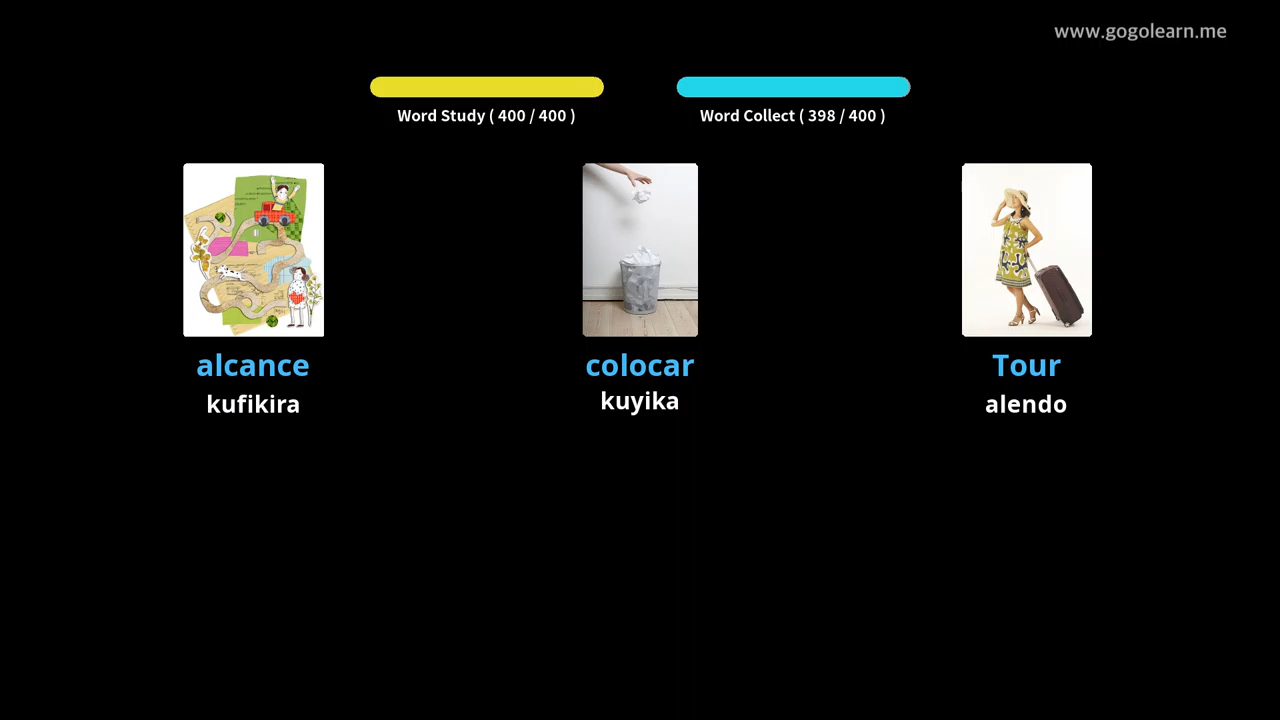 www.gogolearn.me
Word Study ( 400 / 400 )
Word Collect ( 398 / 400 )
alcance
kufikira
colocar
kuyika
Tour
alendo